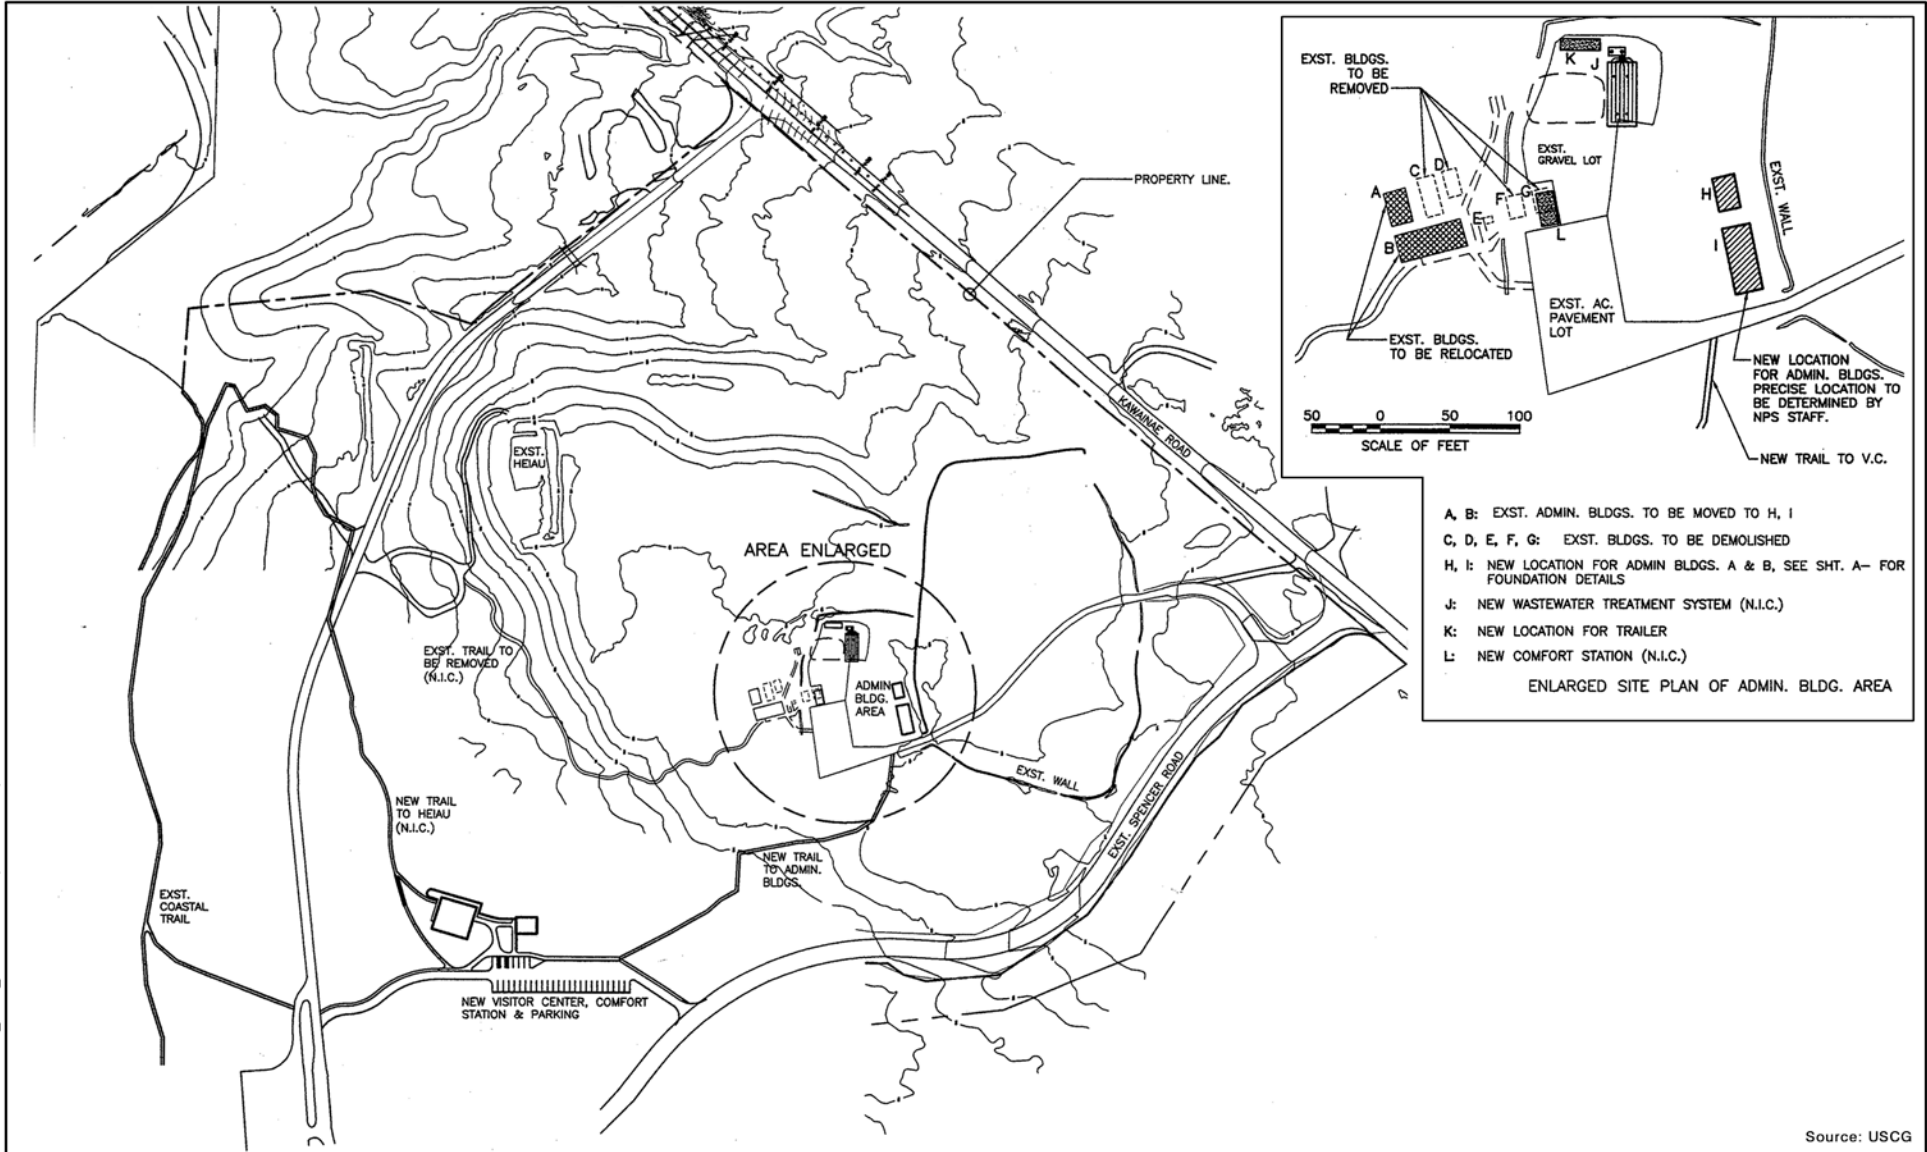 PROPERTY LINE.
KAWAINAE ROAD
EXST.
HEIAU
AREA ENLARGED
EXST. TRAIL TO
BE REMOVED
(N.I.C.)
ADMIN
BLDG.
AREA
EXST. WALL
EXST. SPENCER ROAD
NEW TRAIL
TO HEIAU
(N.I.C.)
NEW TRAIL
TO ADMIN.
BLDGS.
EXST.
COASTAL
TRAIL
NEW VISITOR CENTER, COMFORT
STATION & PARKING
EXST. BLDGS.
TO BE
REMOVED
K
J
EXST.
GRAVEL LOT
EXST. WALL
A
B
C
D
E
F
G
L
H
I
EXST. AC.
PAVEMENT
LOT
EXST. BLDGS.
TO BE RELOCATED
NEW LOCATION
FOR ADMIN. BLDGS.
PRECISE LOCATION TO
BE DETERMINED BY
NPS STAFF.
50 0 50 100
SCALE OF FEET
NEW TRAIL TO V.C.
A, B: EXST. ADMIN. BLDGS. TO BE MOVED TO H, I
C, D, E, F, G: EXST. BLDGS. TO BE DEMOLISHED
H, I: NEW LOCATION FOR ADMIN BLDGS. A & B, SEE SHT. A— FOR
FOUNDATION DETAILS
J: NEW WASTEWATER TREATMENT SYSTEM (N.I.C.)
K: NEW LOCATION FOR TRAILER
L: NEW COMFORT STATION (N.I.C.)
ENLARGED SITE PLAN OF ADMIN. BLDG. AREA
Source: USCG